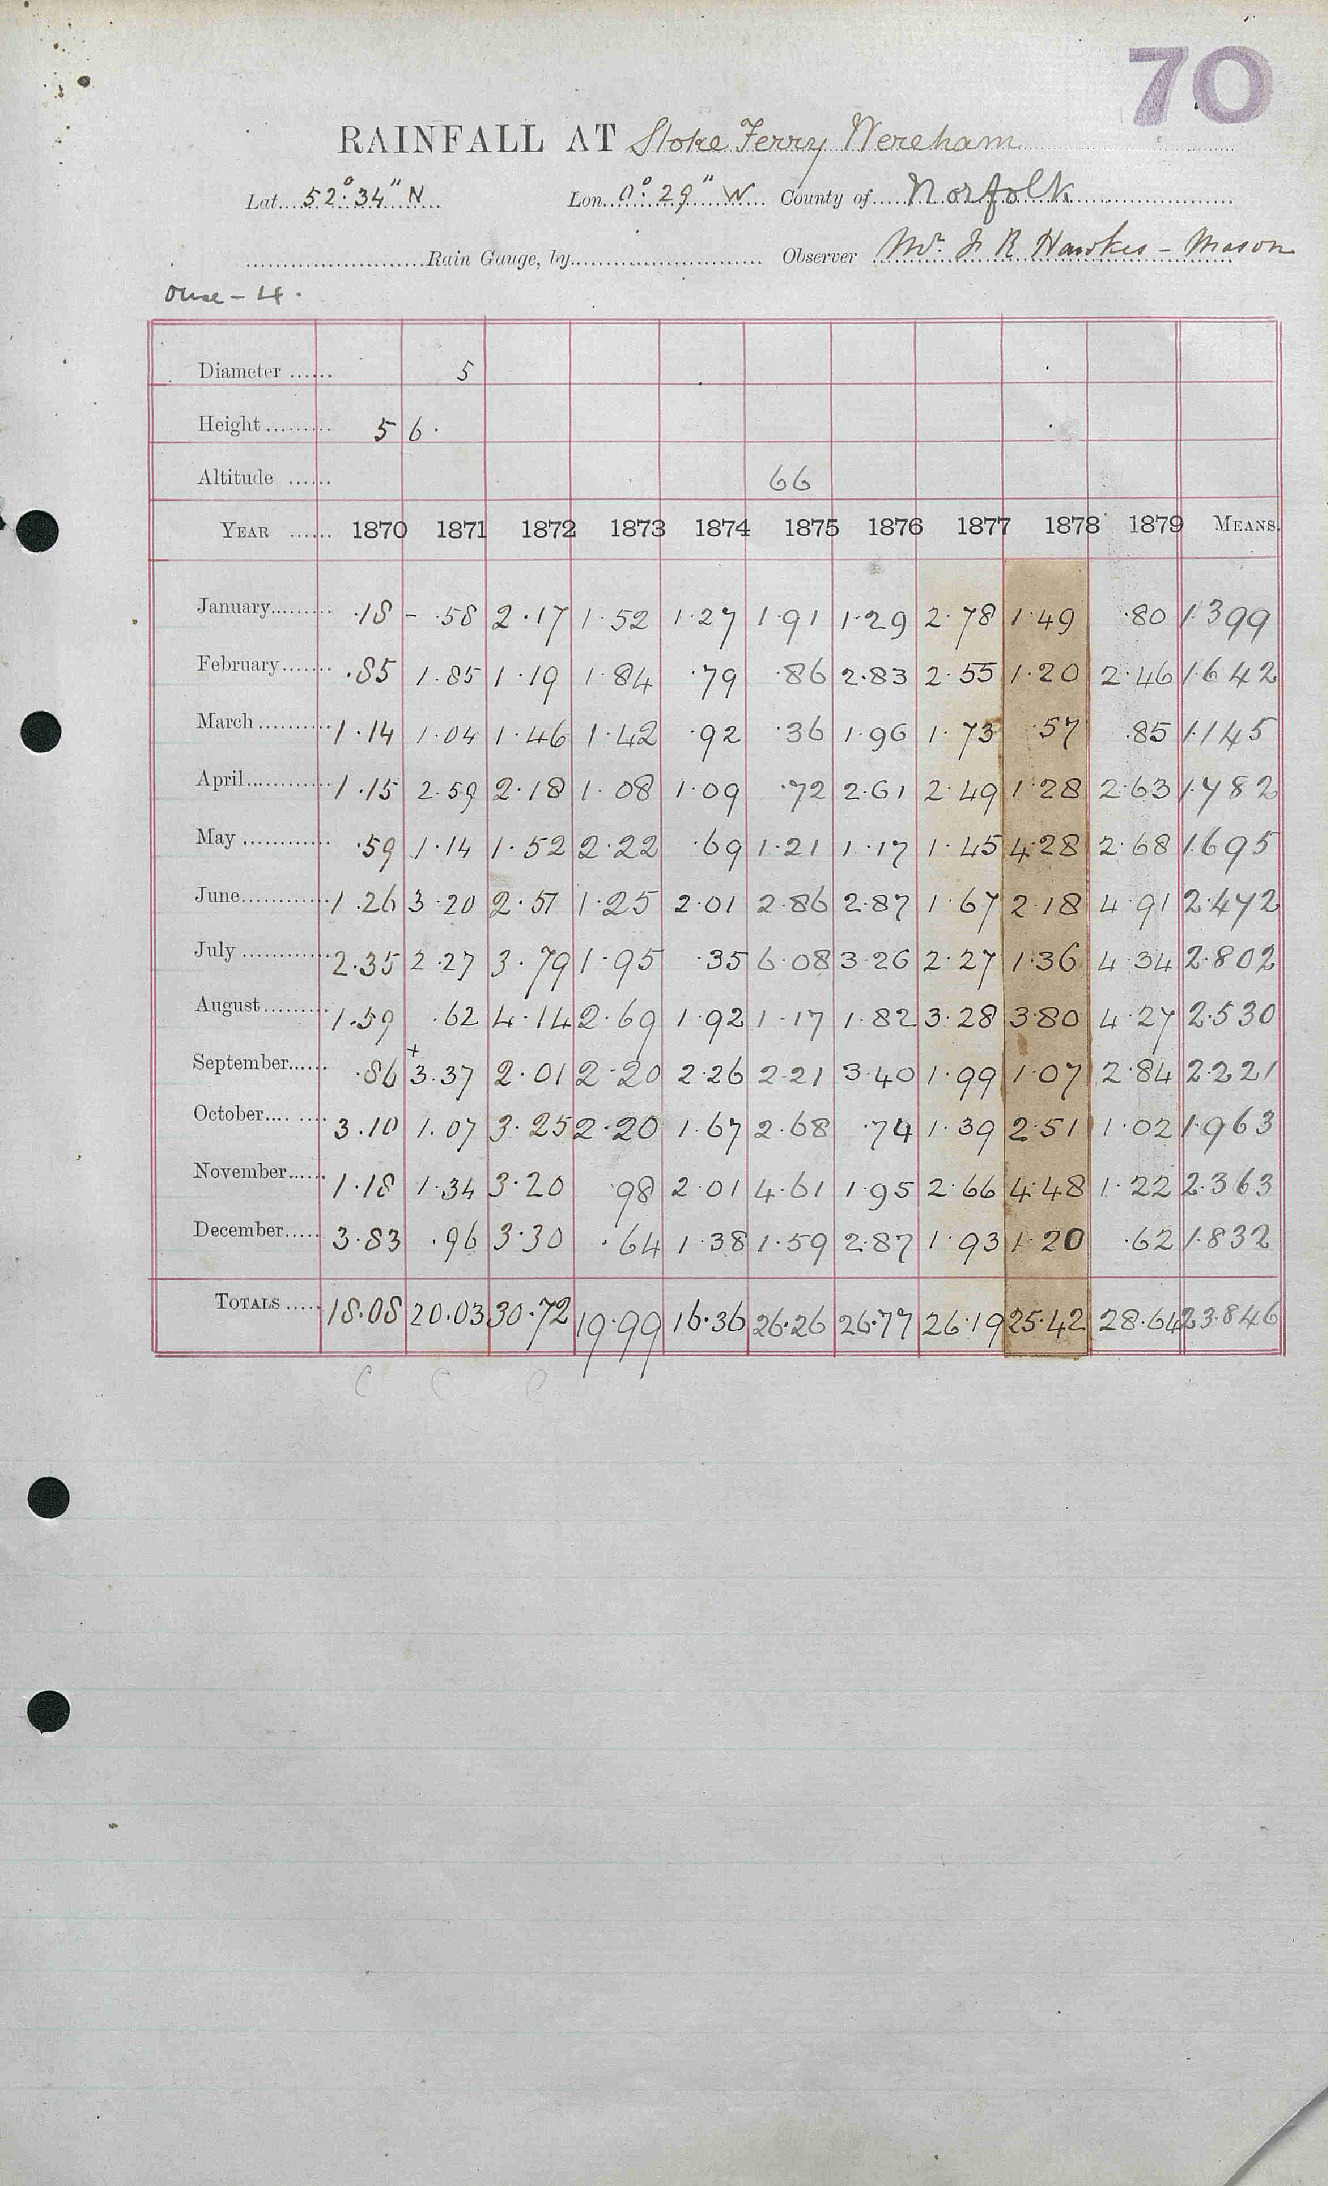 70
RAINFALL AT Stoke Ferry Wereham
Lat. 52° 34" N Lon. 0° 29" W County of Norfolk
Rain Gauge, by Observer Mr. J. R Hawkes - Mason
Ouse - 4.
Diameter 5
Height 5 6.
Altitude 66
YEAR 1870 1871 1872 1873 1874 1875 1876 1877 1878 1879 MEANS.
January .18 - .58 2.17 1.52 1.27 1.91 1.29 2.78 1.49 .80 1.399
February .85 1.85 1.19 1.84 .79 .86 2.83 2.55 1.20 2.46 1.642
March 1.14 1.04 1.46 1.42 .92 .36 1.96 1.73 .57 .85 1.145
April 1.15 2.59 2.18 1.08 1.09 .72 2.61 2.49 1.28 2.63 1.782
May .59 1.14 1.52 2.22 .69 1.21 1.17 1.45 4.28 2.68 1.695
June 1.26 3.20 2.51 1.25 2.01 2.86 2.87 1.67 2.18 4.91 2.472
July 2.35 2.27 3.79 1.95 .35 6.08 3.26 2.27 1.36 4.34 2.802
August 1.59 .62 4.14 2.69 1.92 1.17 1.82 3.28 3.80 4.27 2.530
September .86 +3.37 2.01 2.20 2.26 2.21 3.40 1.99 1.07 2.84 2.221
October 3.10 1.07 3.25 2.20 1.67 2.68 .74 1.39 2.51 1.02 1.963
November 1.18 1.34 3.20 .98 2.01 4.61 1.95 2.66 4.48 1.22 2.363
December 3.83 .96 3.30 .64 1.38 1.59 2.87 1.93 1.20 .62 1.832
TOTALS 18.08 20.03 30.72 19.99 16.36 26.26 26.77 26.19 25.42 28.64 23.846
C C C